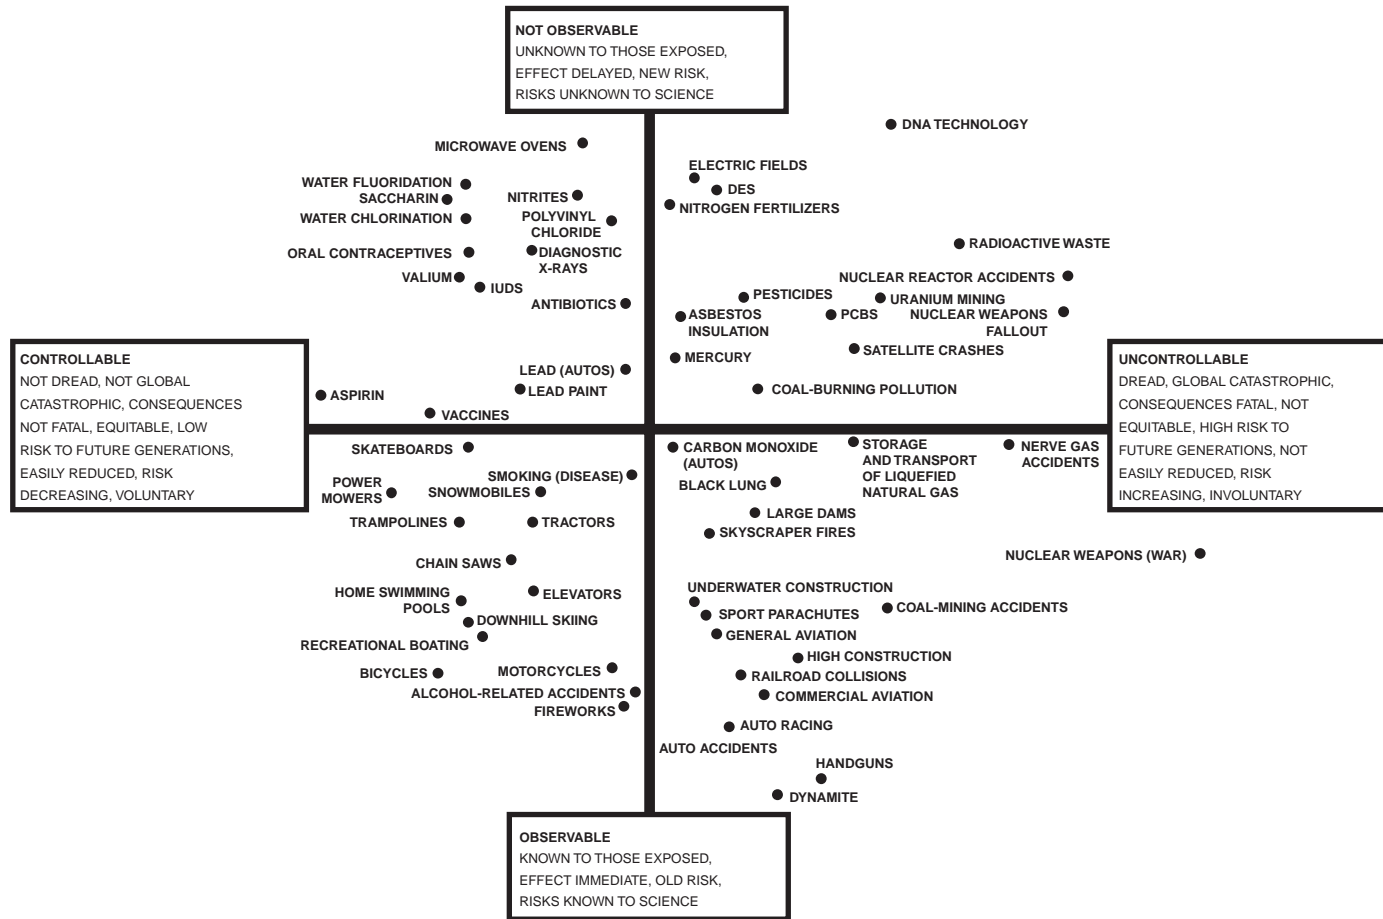 NOT OBSERVABLE
UNKNOWN TO THOSE EXPOSED,
EFFECT DELAYED, NEW RISK,
RISKS UNKNOWN TO SCIENCE
DNA TECHNOLOGY
MICROWAVE OVENS
ELECTRIC FIELDS
WATER FLUORIDATION
DES
SACCHARIN
NITRITES
NITROGEN FERTILIZERS
WATER CHLORINATION
POLYVINYL
CHLORIDE
RADIOACTIVE WASTE
ORAL CONTRACEPTIVES
DIAGNOSTIC
X-RAYS
VALIUM
NUCLEAR REACTOR ACCIDENTS
IUDS
PESTICIDES
URANIUM MINING
ANTIBIOTICS
ASBESTOS
INSULATION
PCBS
NUCLEAR WEAPONS
FALLOUT
SATELLITE CRASHES
MERCURY
LEAD (AUTOS)
LEAD PAINT
COAL-BURNING POLLUTION
ASPIRIN
VACCINES
CONTROLLABLE
NOT DREAD, NOT GLOBAL
CATASTROPHIC, CONSEQUENCES
NOT FATAL, EQUITABLE, LOW
RISK TO FUTURE GENERATIONS,
EASILY REDUCED, RISK
DECREASING, VOLUNTARY
UNCONTROLLABLE
DREAD, GLOBAL CATASTROPHIC,
CONSEQUENCES FATAL, NOT
EQUITABLE, HIGH RISK TO
FUTURE GENERATIONS, NOT
EASILY REDUCED, RISK
INCREASING, INVOLUNTARY
SKATEBOARDS
CARBON MONOXIDE
(AUTOS)
STORAGE
AND TRANSPORT
OF LIQUEFIED
NATURAL GAS
NERVE GAS
ACCIDENTS
SMOKING (DISEASE)
POWER
MOWERS
SNOWMOBILES
BLACK LUNG
TRAMPOLINES
TRACTORS
LARGE DAMS
SKYSCRAPER FIRES
NUCLEAR WEAPONS (WAR)
CHAIN SAWS
HOME SWIMMING
POOLS
ELEVATORS
UNDERWATER CONSTRUCTION
SPORT PARACHUTES
COAL-MINING ACCIDENTS
DOWNHILL SKIING
GENERAL AVIATION
RECREATIONAL BOATING
HIGH CONSTRUCTION
BICYCLES
MOTORCYCLES
RAILROAD COLLISIONS
ALCOHOL-RELATED ACCIDENTS
COMMERCIAL AVIATION
FIREWORKS
AUTO RACING
AUTO ACCIDENTS
HANDGUNS
DYNAMITE
OBSERVABLE
KNOWN TO THOSE EXPOSED,
EFFECT IMMEDIATE, OLD RISK,
RISKS KNOWN TO SCIENCE